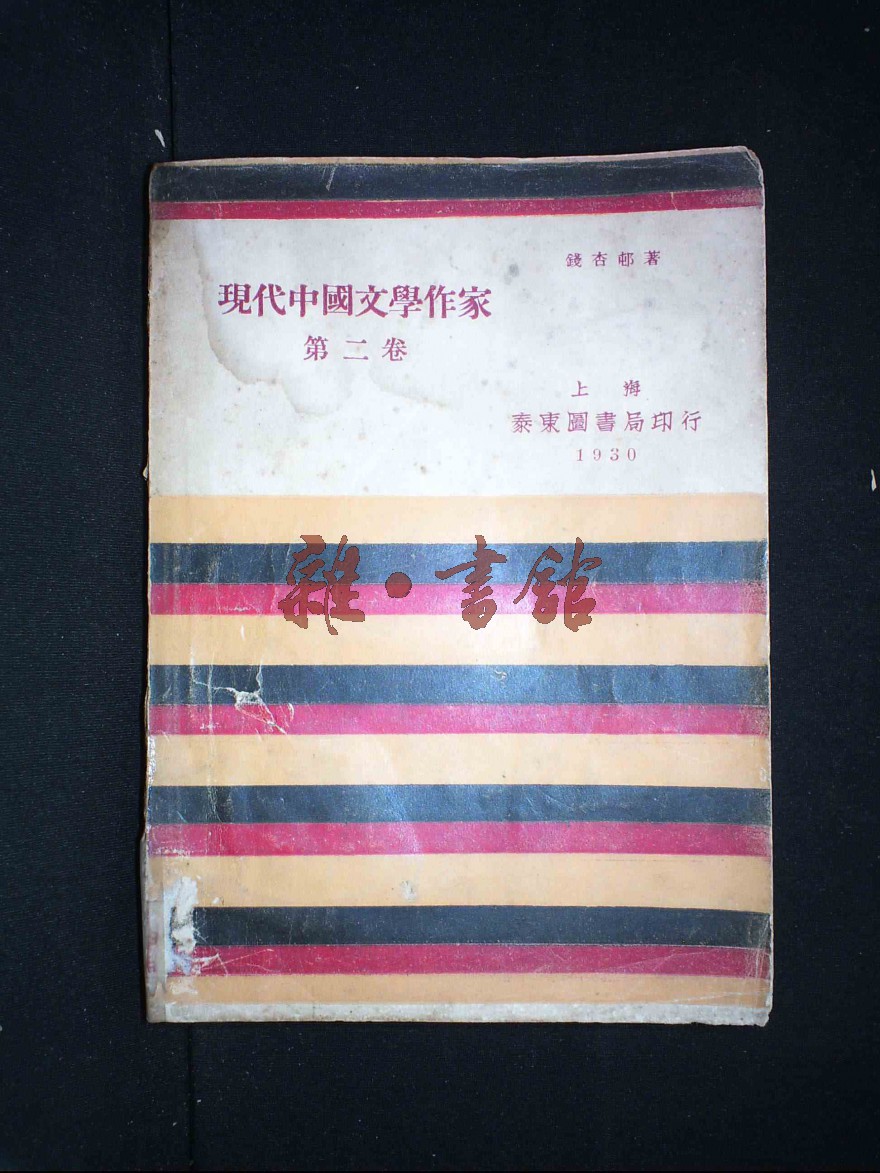 錢杏邨著
現代中國文學作家
第二卷
上海
泰東圖書局印行
1930
雜·書館